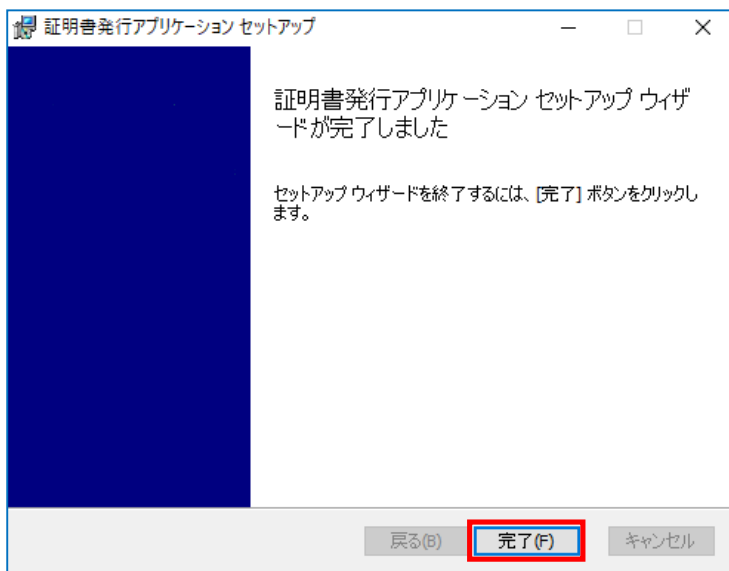 証明書発行アプリケーション セットアップ
証明書発行アプリケーション セットアップ ウィザ
ードが完了しました
セットアップ ウィザードを終了するには、[完了] ボタンをクリックし
ます。
戻る(B) 完了(F) キャンセル